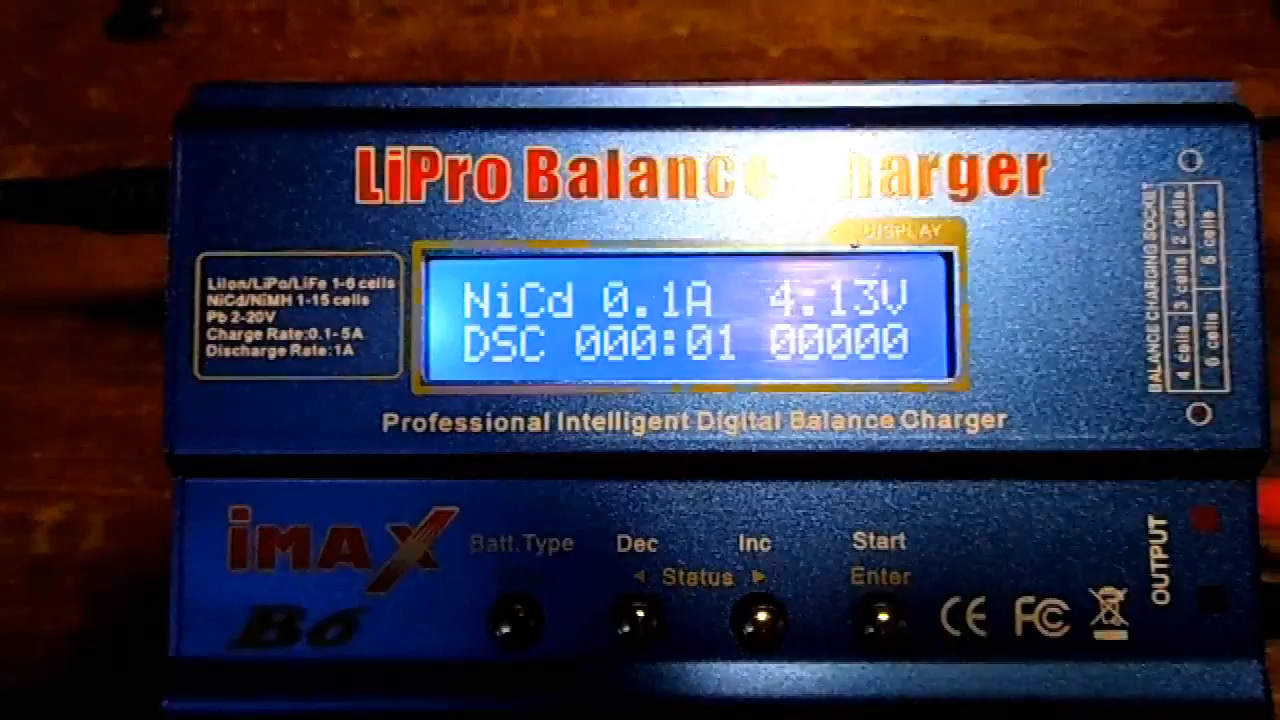 LiPro Balance Charger
DISPLAY
LiIon/LiPo/LiFe 1-6 cells
NiCd/NiMH 1-15 cells
Pb 2-20V
Charge Rate:0.1-5A
Discharge Rate:1A
NiCd 0.1A 4.13V
DSC 000:01 00000
BALANCE CHARGING SOCKET
4 cells 3 cells 2 cells
6 cells 5 cells
Professional Intelligent Digital Balance Charger
iMAX
B6
Batt.Type Dec Inc Start
◄ Status ► Enter
CE FC
OUTPUT